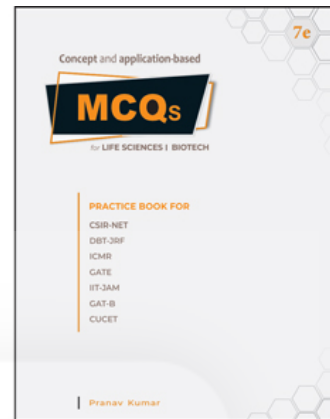 7e
Concept and application-based
MCQs
for LIFE SCIENCES | BIOTECH
PRACTICE BOOK FOR
CSIR-NET
DBT-JRF
ICMR
GATE
IIT-JAM
GAT-B
CUCET
Pranav Kumar